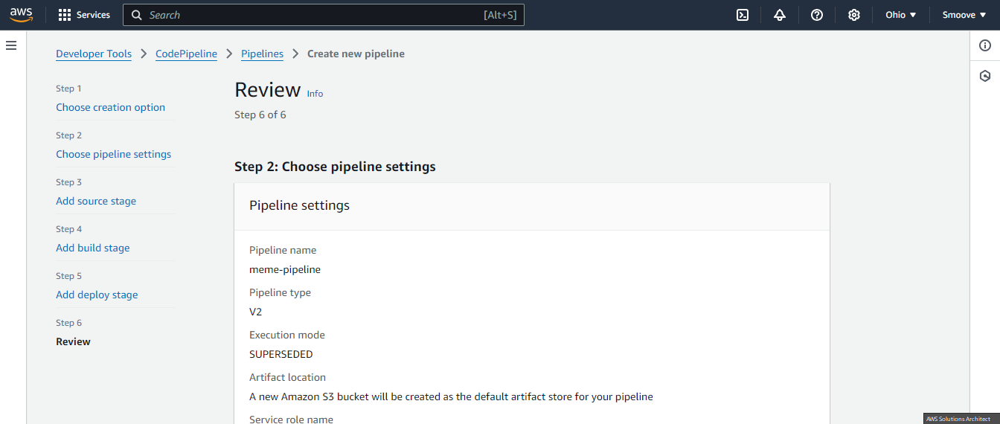 aws
Services
Search
[Alt+S]
Ohio
Smoove
Developer Tools
CodePipeline
Pipelines
Create new pipeline
Step 1
Choose creation option
Step 2
Choose pipeline settings
Step 3
Add source stage
Step 4
Add build stage
Step 5
Add deploy stage
Step 6
Review
Review Info
Step 6 of 6
Step 2: Choose pipeline settings
Pipeline settings
Pipeline name
meme-pipeline
Pipeline type
V2
Execution mode
SUPERSEDED
Artifact location
A new Amazon S3 bucket will be created as the default artifact store for your pipeline
Service role name
AWS Solutions Architect